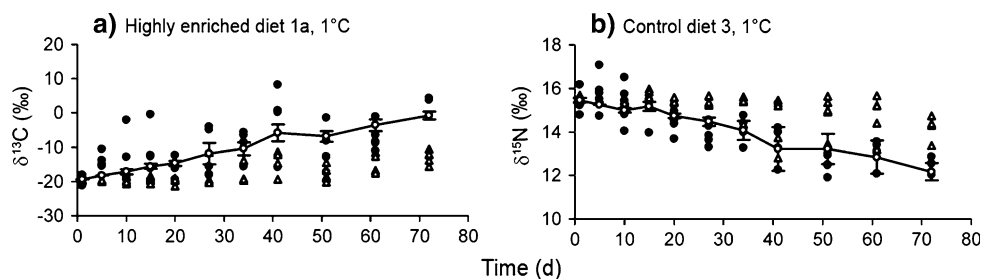 a) Highly enriched diet 1a, 1°C
20
10
0
-10
-20
-30
δ¹³C (‰)
0 10 20 30 40 50 60 70 80
b) Control diet 3, 1°C
18
16
14
12
10
δ¹⁵N (‰)
0 10 20 30 40 50 60 70 80
Time (d)